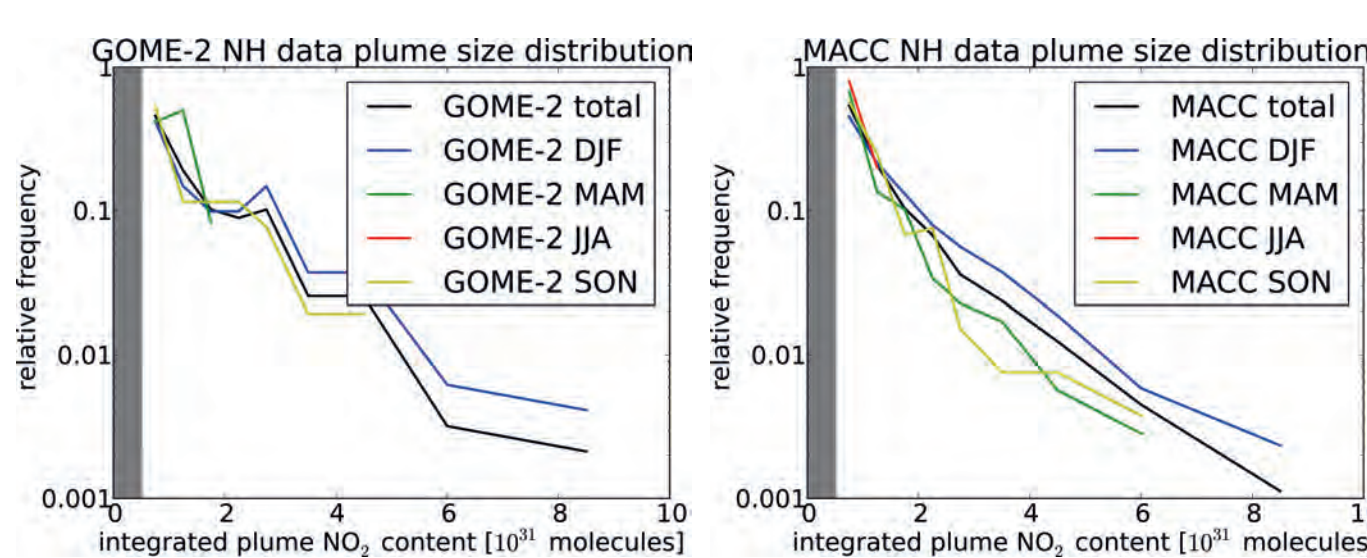 GOME-2 NH data plume size distribution
1
0.1
0.01
0.001
relative frequency
GOME-2 total
GOME-2 DJF
GOME-2 MAM
GOME-2 JJA
GOME-2 SON
0 2 4 6 8 10
integrated plume NO₂ content [10³¹ molecules]
MACC NH data plume size distribution
1
0.1
0.01
0.001
relative frequency
MACC total
MACC DJF
MACC MAM
MACC JJA
MACC SON
0 2 4 6 8 1
integrated plume NO₂ content [10³¹ molecules